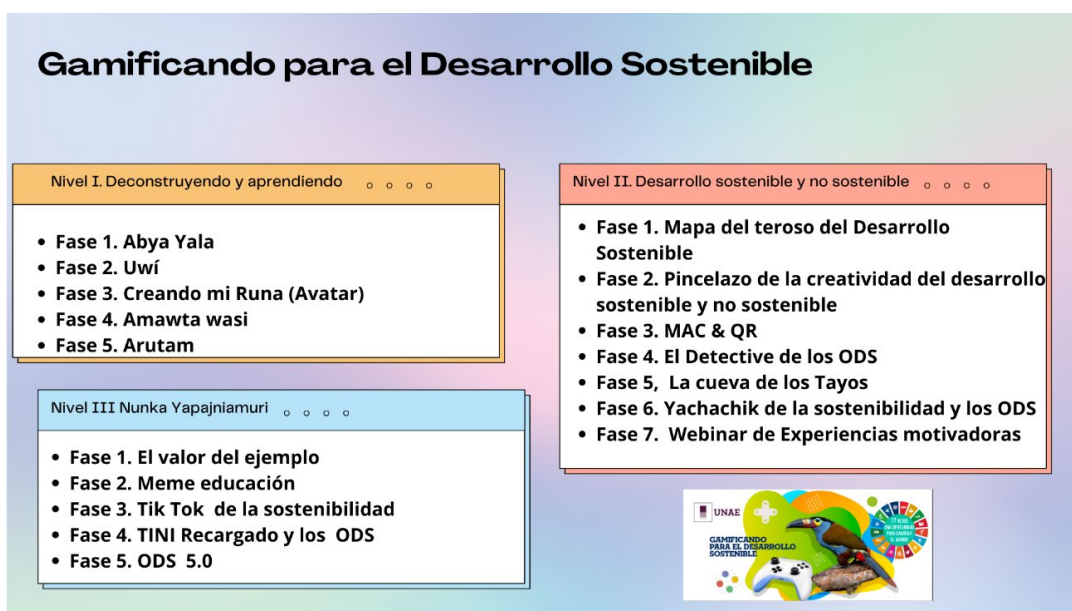 Gamificando para el Desarrollo Sostenible
Nivel I. Deconstruyendo y aprendiendo
• Fase 1. Abya Yala
• Fase 2. Uwí
• Fase 3. Creando mi Runa (Avatar)
• Fase 4. Amawta wasi
• Fase 5. Arutam
Nivel II. Desarrollo sostenible y no sostenible
• Fase 1. Mapa del teroso del Desarrollo
Sostenible
• Fase 2. Pincelazo de la creatividad del desarrollo
sostenible y no sostenible
• Fase 3. MAC & QR
• Fase 4. El Detective de los ODS
• Fase 5,  La cueva de los Tayos
• Fase 6. Yachachik de la sostenibilidad y los ODS
• Fase 7.  Webinar de Experiencias motivadoras
Nivel III Nunka Yapajniamuri
• Fase 1. El valor del ejemplo
• Fase 2. Meme educación
• Fase 3. Tik Tok  de la sostenibilidad
• Fase 4. TINI Recargado y los  ODS
• Fase 5. ODS  5.0
UNAE
GAMIFICANDO
PARA EL DESARROLLO
SOSTENIBLE
17 RETOS
UNA OPORTUNIDAD